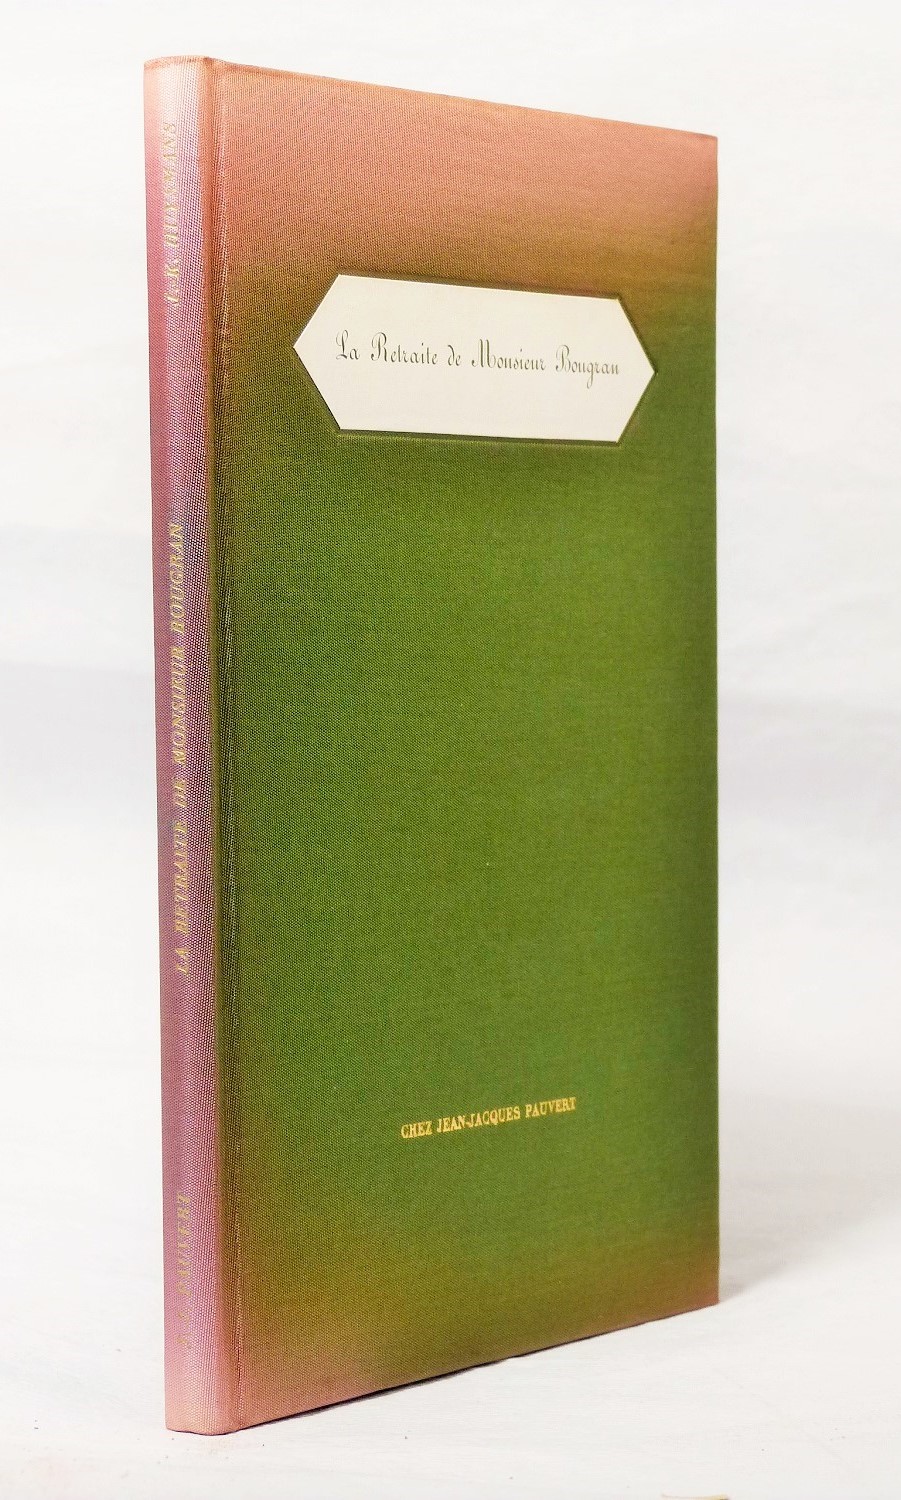 La Retraite de Monsieur Bougran
CHEZ JEAN-JACQUES PAUVERT
J.-K. HUYSMANS
LA RETRAITE DE MONSIEUR BOUGRAN
J. J. PAUVERT